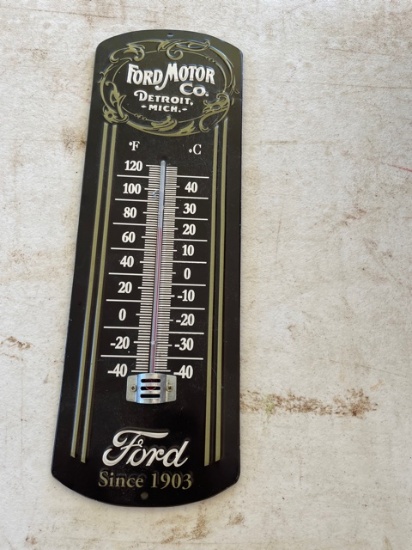 FORD MOTOR
Co.
DETROIT,
-MICH.-
°F °C
120
100 40
80 30
60 20
40 10
20 0
0 -10
-20 -20
-40 -30
-40
Ford
Since 1903